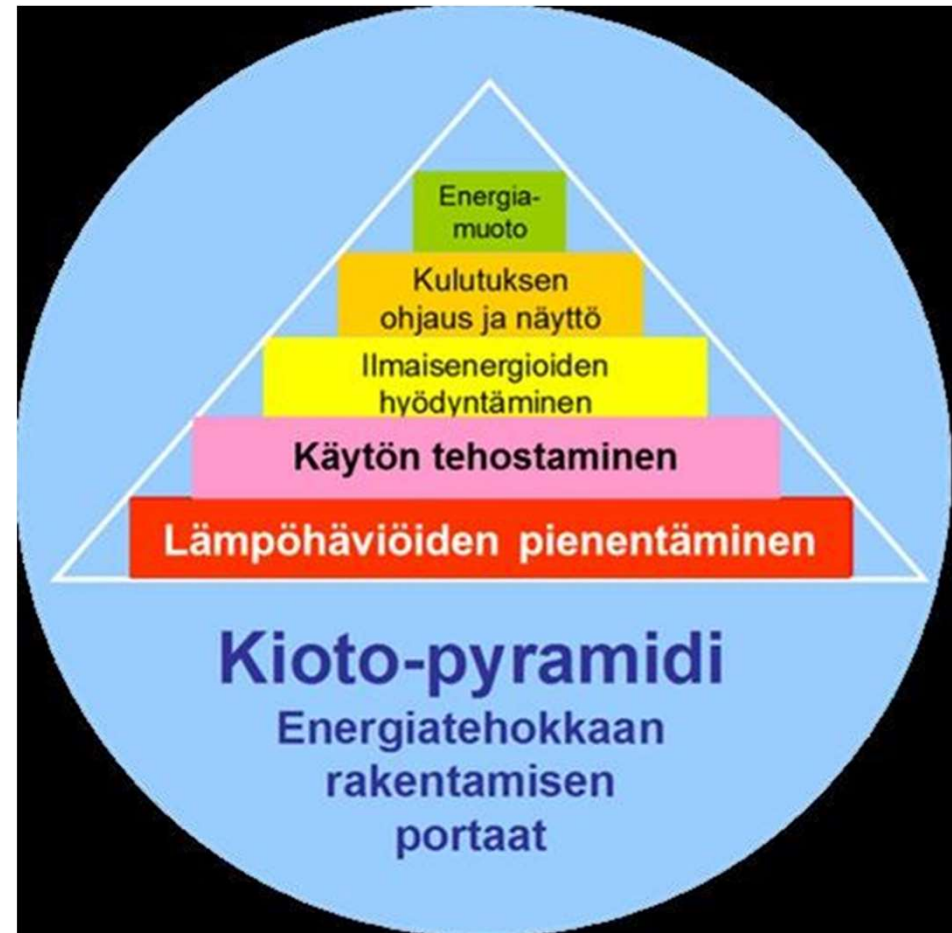 Energia-
muoto
Kulutuksen
ohjaus ja näyttö
Ilmaisenergioiden
hyödyntäminen
Käytön tehostaminen
Lämpöhäviöiden pienentäminen
Kioto-pyramidi
Energiatehokkaan
rakentamisen
portaat